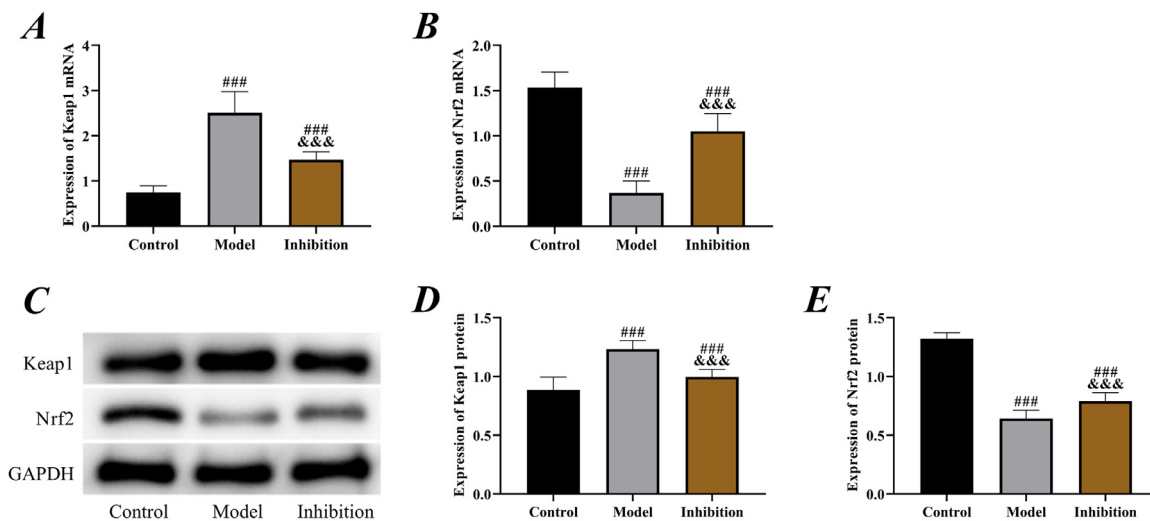 A
Expression of Keap1 mRNA
4
3
2
1
0
###
###
&&&
Control Model Inhibition
B
Expression of Nrf2 mRNA
2.0
1.5
1.0
0.5
0.0
###
###
&&&
Control Model Inhibition
C
Keap1
Nrf2
GAPDH
Control Model Inhibition
D
Expression of Keap1 protein
1.5
1.0
0.5
0.0
###
###
&&&
Control Model Inhibition
E
Expression of Nrf2 protein
1.5
1.0
0.5
0.0
###
###
&&&
Control Model Inhibition